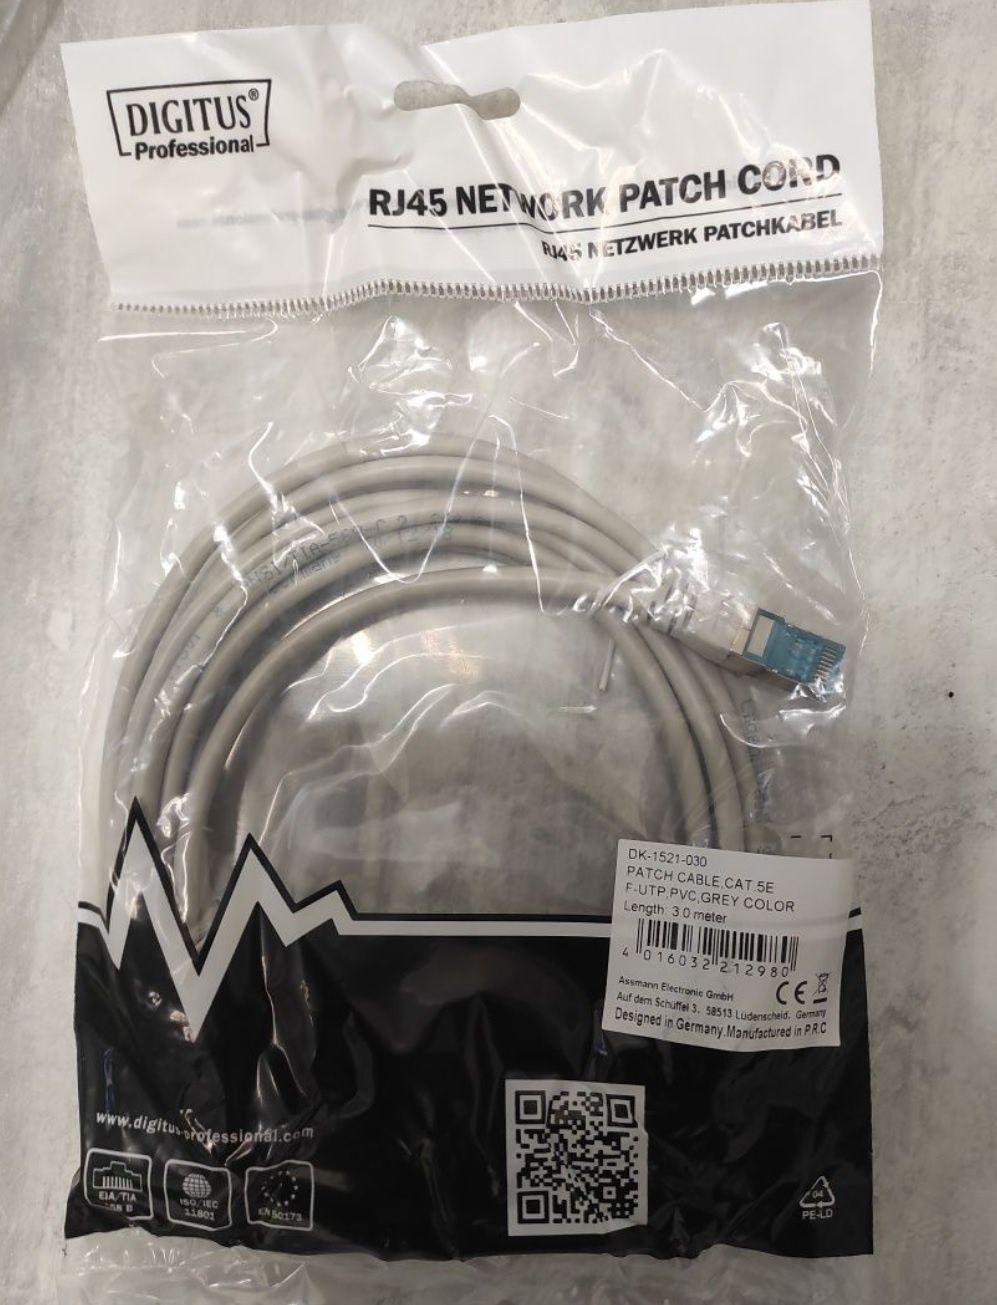 DIGITUS®
Professional
RJ45 NETWORK PATCH CORD
RJ45 NETZWERK PATCHKABEL
DK-1521-030
PATCH CABLE,CAT.5E
F-UTP,PVC,GREY COLOR
Length: 3.0 meter
4 016032 212980
Assmann Electronic GmbH
CE
Auf dem Schüffel 3, 58513 Lüdenscheid, Germany
Designed in Germany.Manufactured in P.R.C
www.digitus-professional.com
EIA/TIA
ISO/IEC
11801
EN 50173
04
PE-LD